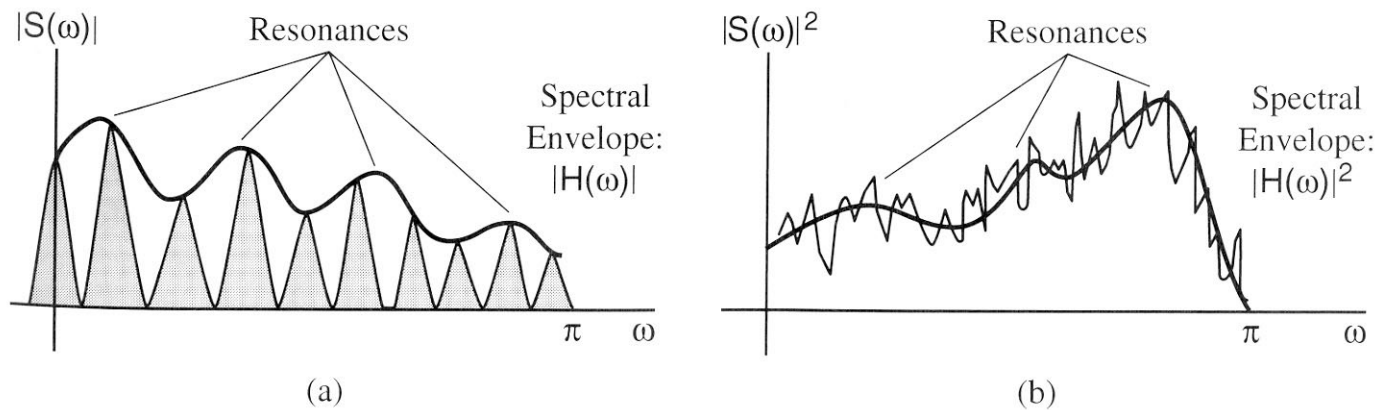 |S(ω)|
Resonances
Spectral
Envelope:
|H(ω)|
π
ω
(a)
|S(ω)|²
Resonances
Spectral
Envelope:
|H(ω)|²
π
ω
(b)